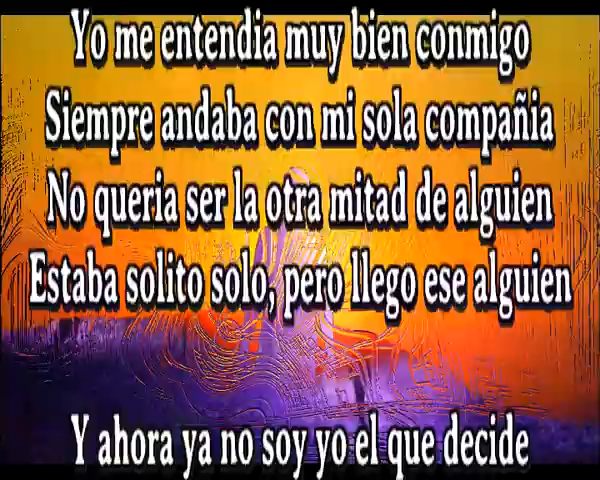 Yo me entendia muy bien conmigo
Siempre andaba con mi sola compañia
No queria ser la otra mitad de alguien
Estaba solito solo, pero llego ese alguien
Y ahora ya no soy yo el que decide